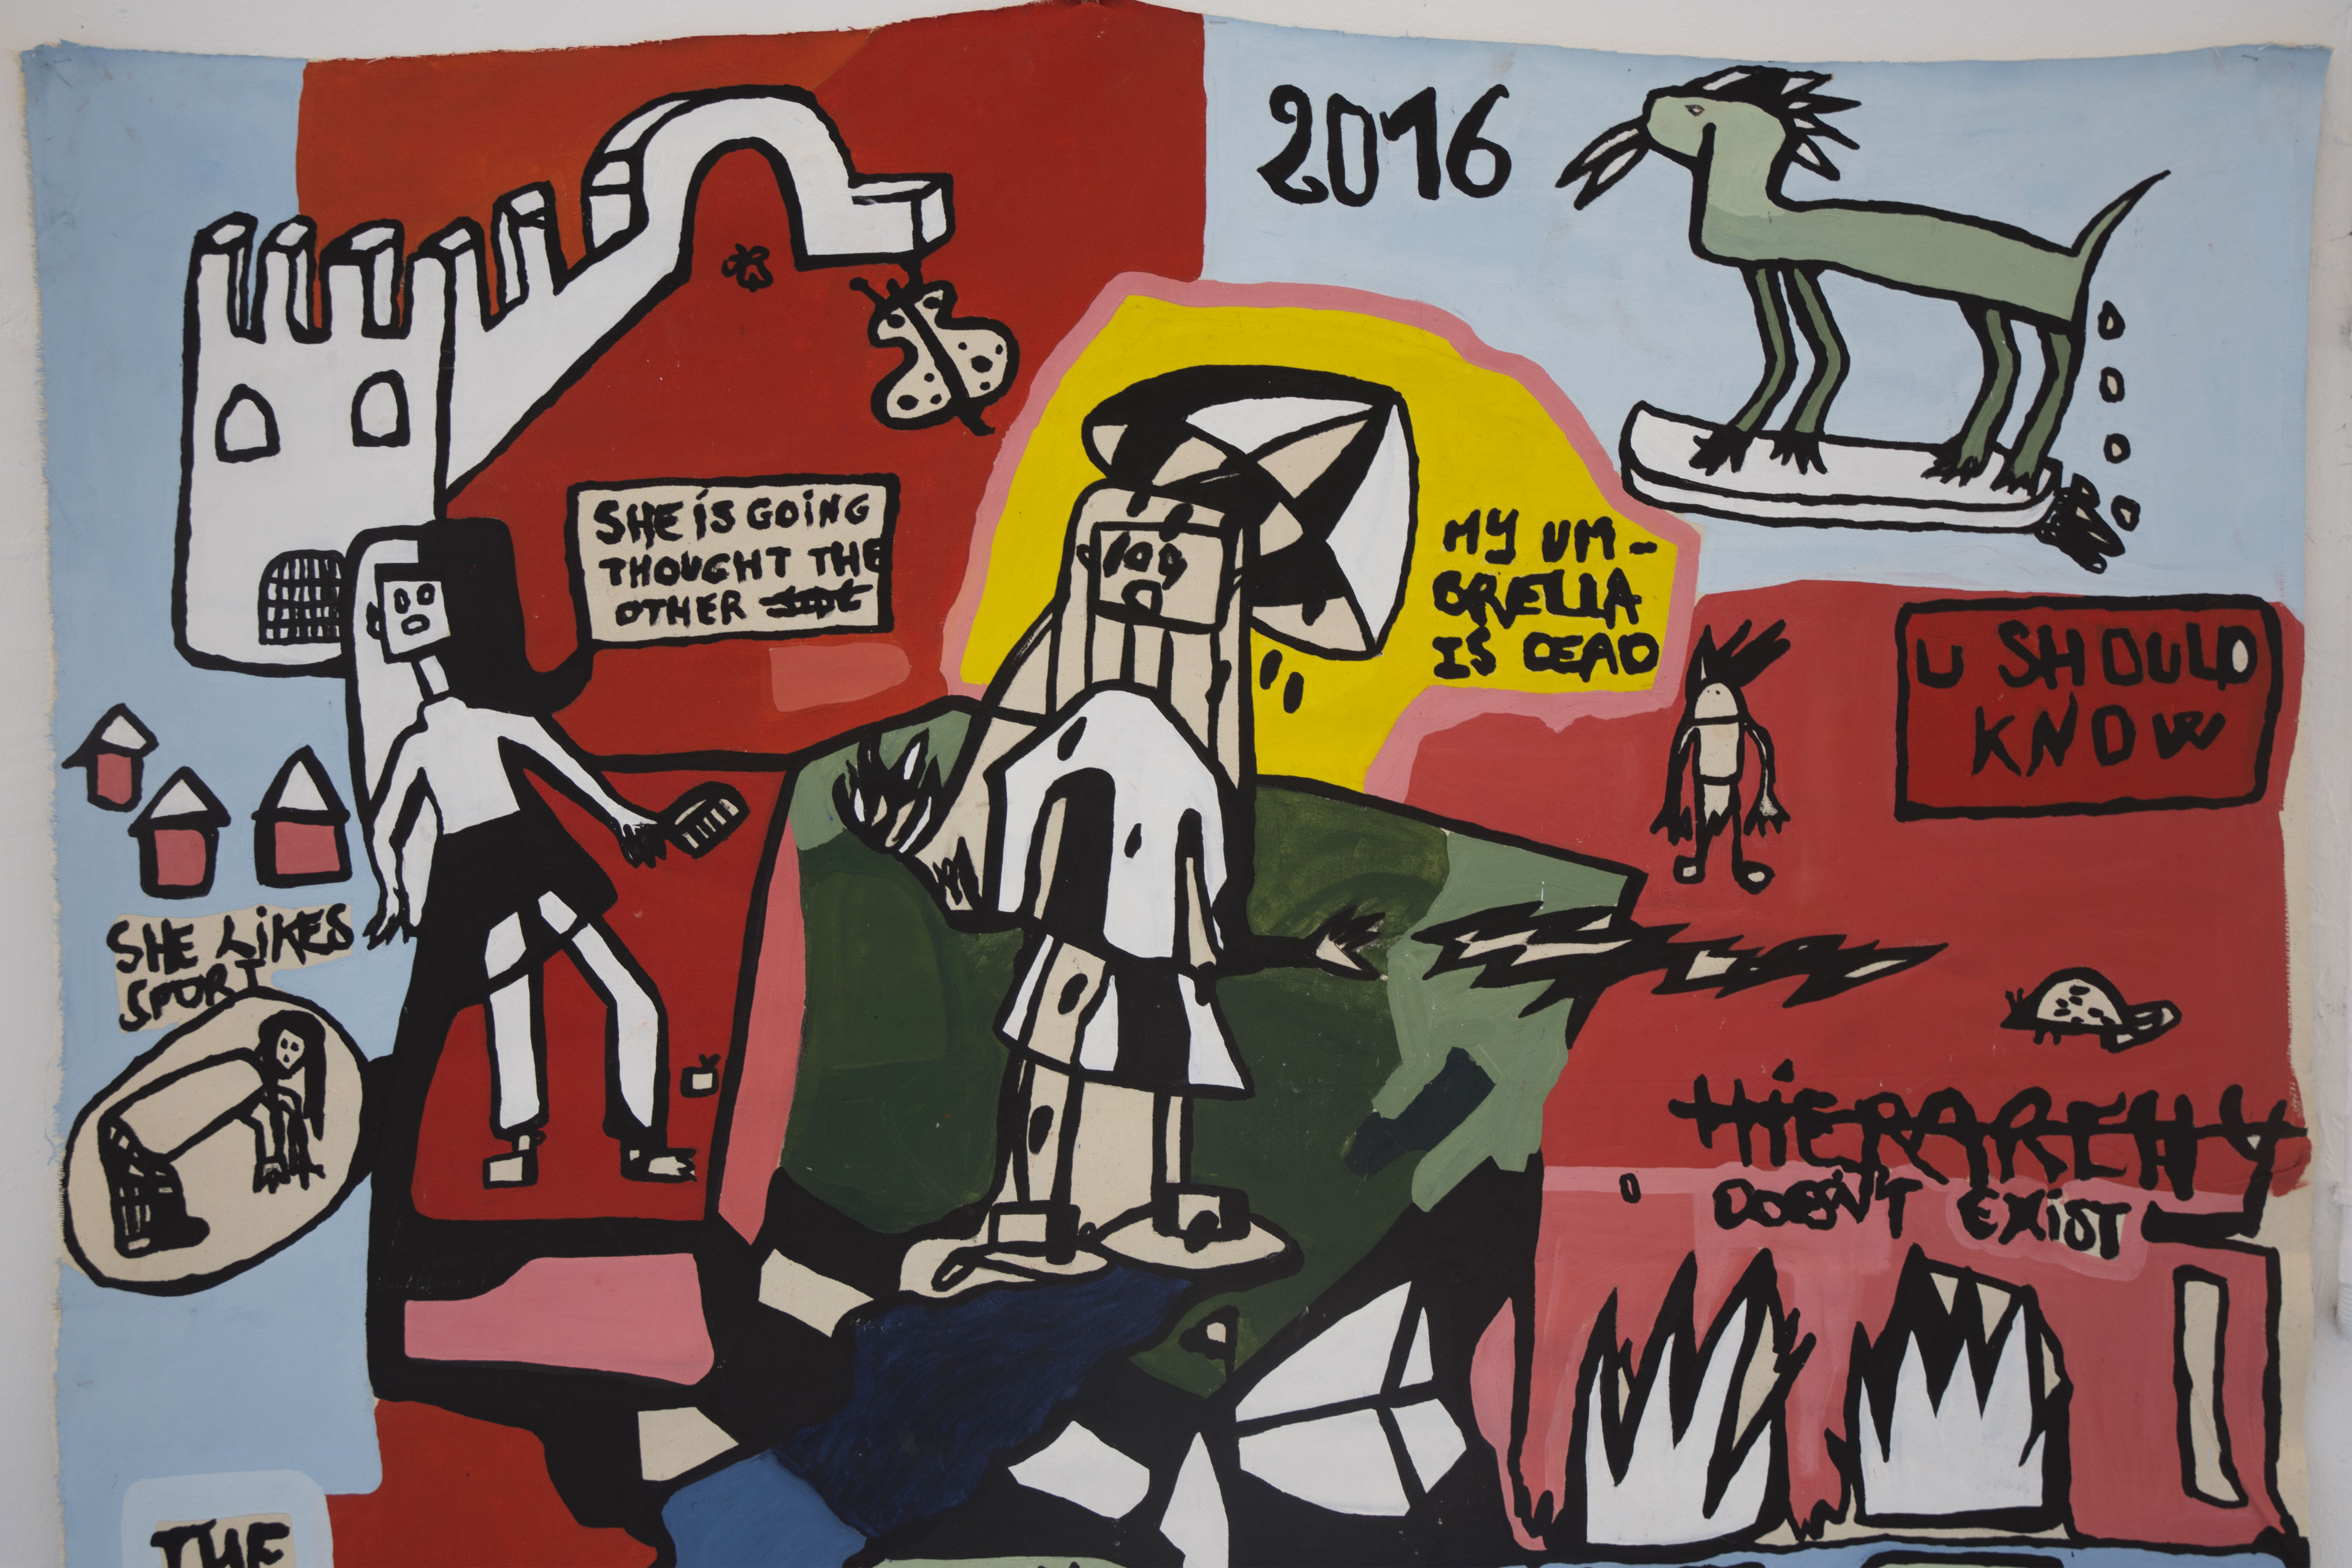 2016
SHE iS GOiNG
THOUGHT THE
OTHER SIDE
MY UM-
BRELLA
IS DEAD
U SHOULD
KNOW
SHE LiKES
SPORT
HiERARCHY
DOESN'T EXiST
THE